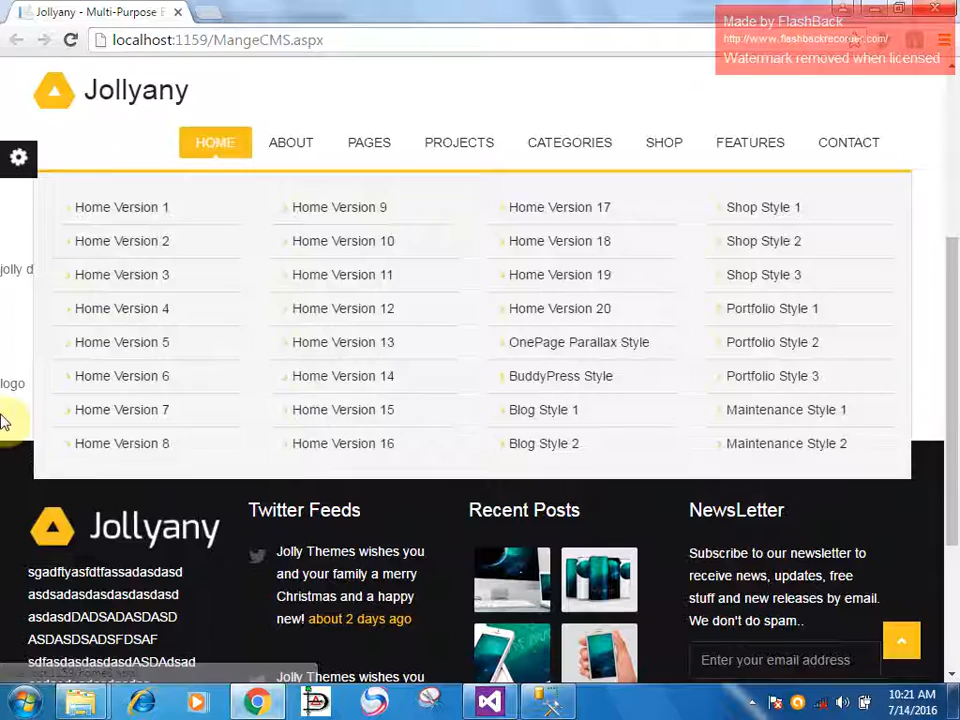 Jollyany - Multi-Purpose E
Made by FlashBack
http://www.flashbackrecorder.com/
Watermark removed when licensed
localhost:1159/MangeCMS.aspx
Jollyany
HOME ABOUT PAGES PROJECTS CATEGORIES SHOP FEATURES CONTACT
Home Version 1 Home Version 9 Home Version 17 Shop Style 1
Home Version 2 Home Version 10 Home Version 18 Shop Style 2
jolly d Home Version 3 Home Version 11 Home Version 19 Shop Style 3
Home Version 4 Home Version 12 Home Version 20 Portfolio Style 1
Home Version 5 Home Version 13 OnePage Parallax Style Portfolio Style 2
logo Home Version 6 Home Version 14 BuddyPress Style Portfolio Style 3
Home Version 7 Home Version 15 Blog Style 1 Maintenance Style 1
Home Version 8 Home Version 16 Blog Style 2 Maintenance Style 2
Jollyany
sgadftyasfdtfassadasdasd
asdsadasdasdasdasdasd
asdasdDADSADASDASD
ASDASDSADSFDSAF
sdfasdasdasdasdASDAdsad
Twitter Feeds
Jolly Themes wishes you
and your family a merry
Christmas and a happy
new! about 2 days ago
Jolly Themes wishes you
Recent Posts
NewsLetter
Subscribe to our newsletter to
receive news, updates, free
stuff and new releases by email.
We don't do spam..
Enter your email address
10:21 AM
7/14/2016